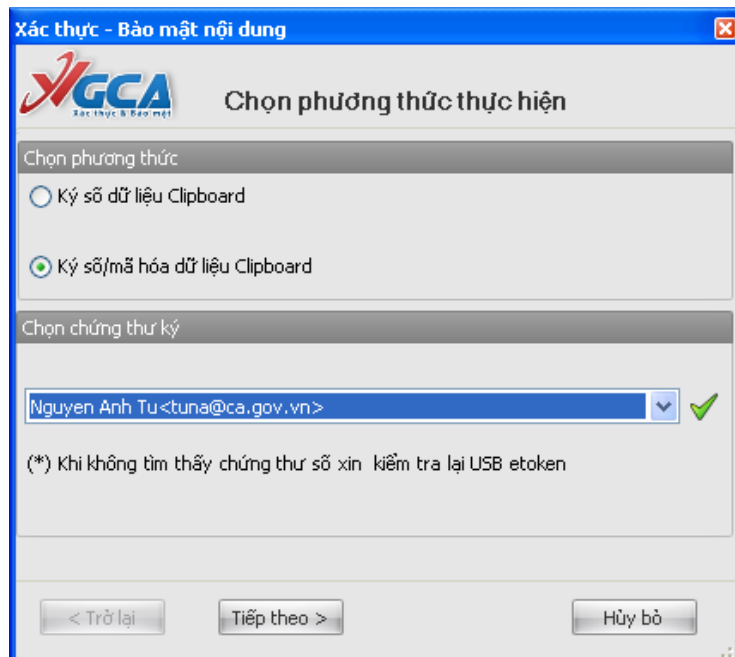 Xác thực - Bảo mật nội dung
VGCA
Xác thực & Bảo mật
Chọn phương thức thực hiện
Chọn phương thức
Ký số dữ liệu Clipboard
Ký số/mã hóa dữ liệu Clipboard
Chọn chứng thư ký
Nguyen Anh Tu<tuna@ca.gov.vn>
(*) Khi không tìm thấy chứng thư số xin kiểm tra lại USB etoken
< Trở lại
Tiếp theo >
Hủy bỏ